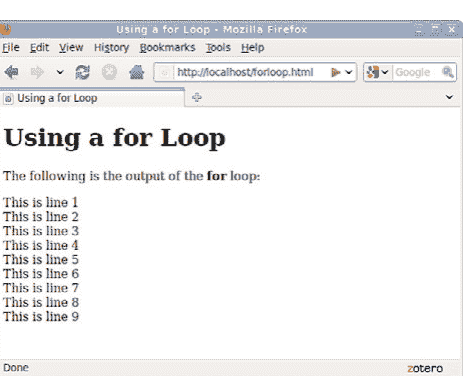 Using a for Loop - Mozilla Firefox
File Edit View History Bookmarks Tools Help
http://localhost/forloop.html Google
Using a for Loop
Using a for Loop
The following is the output of the for loop:
This is line 1
This is line 2
This is line 3
This is line 4
This is line 5
This is line 6
This is line 7
This is line 8
This is line 9
Done zotero